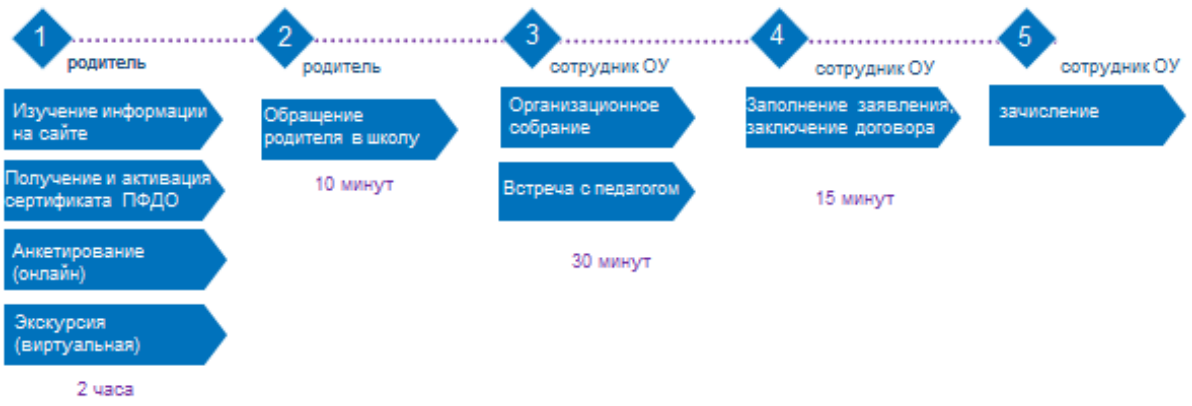 1
2
3
4
5
родитель
родитель
сотрудник ОУ
сотрудник ОУ
сотрудник ОУ
Изучение информации
на сайте
Получение и активация
сертификата ПФДО
Анкетирование
(онлайн)
Экскурсия
(виртуальная)
2 часа
Обращение
родителя в школу
10 минут
Организационное
собрание
Встреча с педагогом
30 минут
Заполнение заявления,
заключение договора
15 минут
зачисление